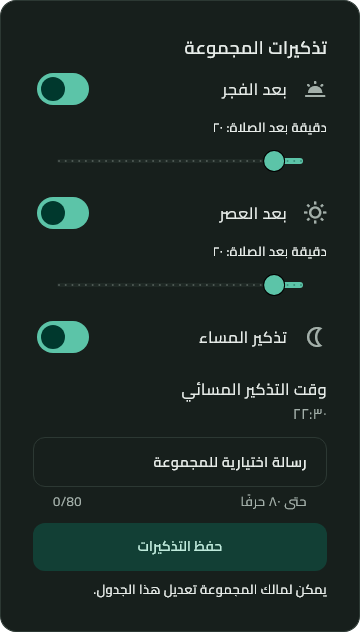 تذكيرات المجموعة
بعد الفجر
دقيقة بعد الصلاة: ٢٠
بعد العصر
دقيقة بعد الصلاة: ٢٠
تذكير المساء
وقت التذكير المسائي
٢٢:٣٠
رسالة اختيارية للمجموعة
حتى ٨٠ حرفًا 0/80
حفظ التذكيرات
يمكن لمالك المجموعة تعديل هذا الجدول.